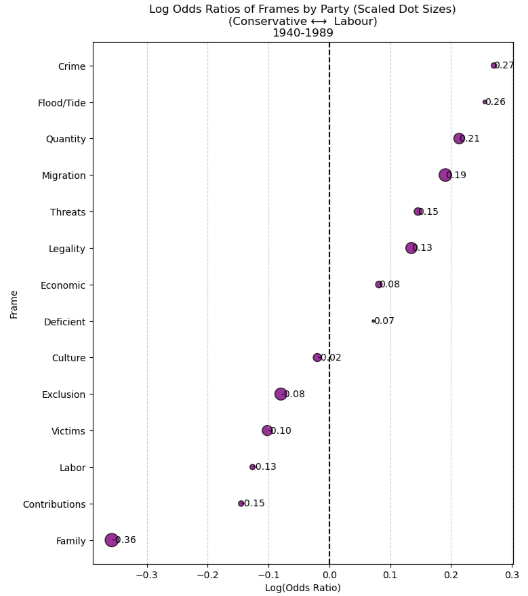 Log Odds Ratios of Frames by Party (Scaled Dot Sizes)
(Conservative ⟷ Labour)
1940-1989
Frame
Crime 0.27
Flood/Tide 0.26
Quantity 0.21
Migration 0.19
Threats 0.15
Legality 0.13
Economic 0.08
Deficient 0.07
Culture -0.02
Exclusion -0.08
Victims -0.10
Labor -0.13
Contributions -0.15
Family -0.36
−0.3 −0.2 −0.1 0.0 0.1 0.2 0.3
Log(Odds Ratio)